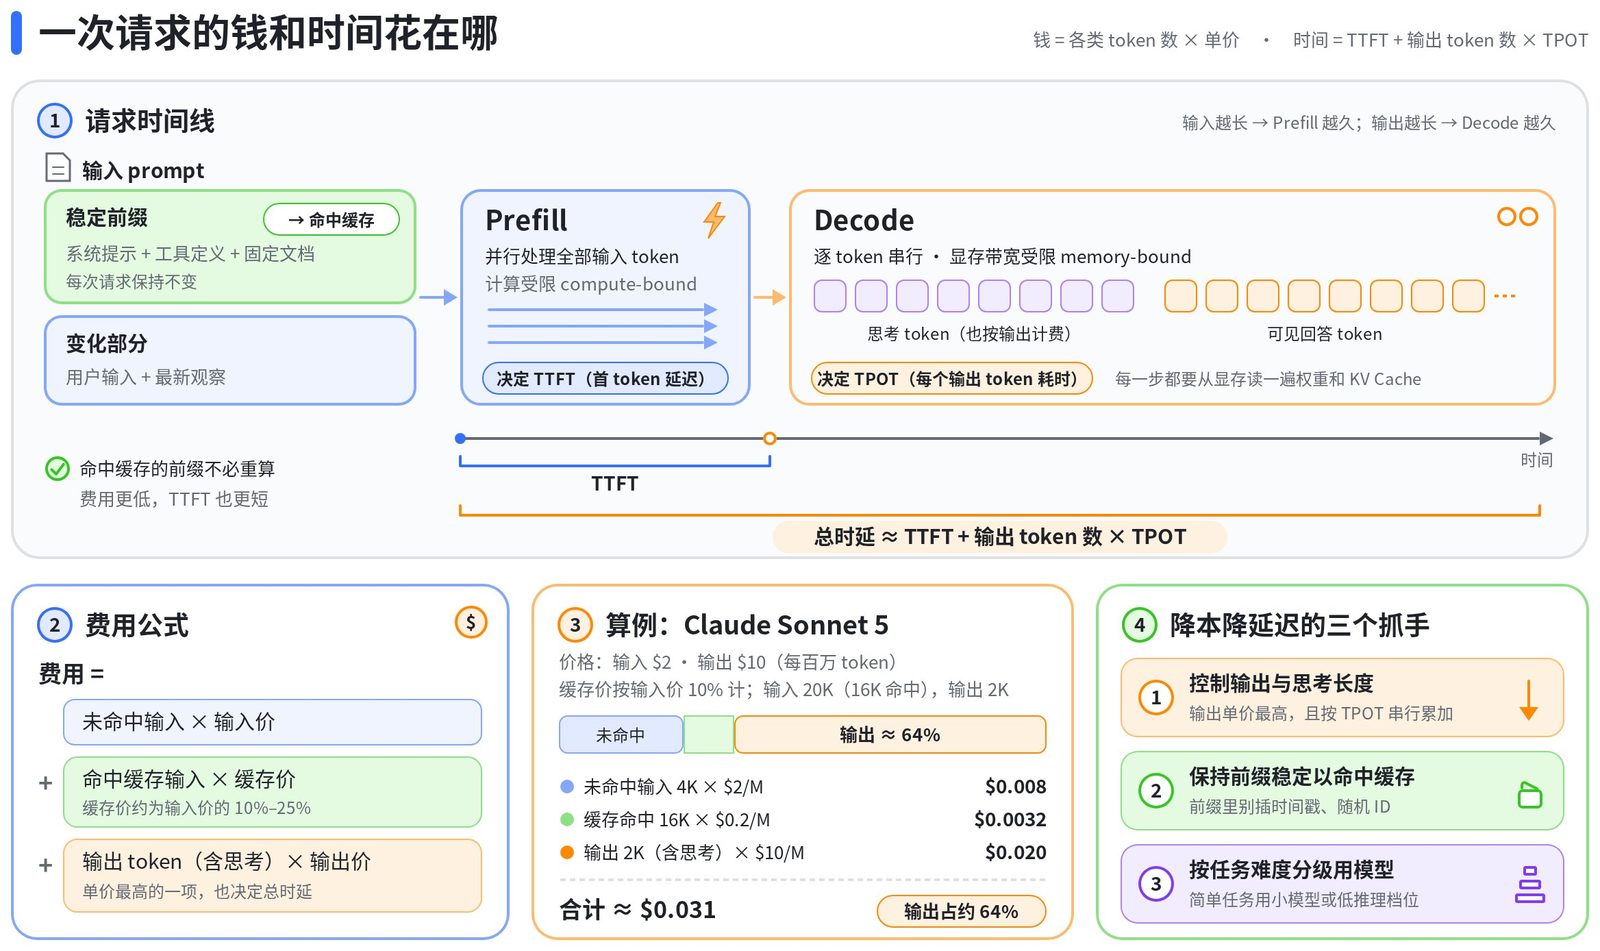 一次请求的钱和时间花在哪
钱 = 各类 token 数 × 单价 · 时间 = TTFT + 输出 token 数 × TPOT
1 请求时间线
输入越长 → Prefill 越久；输出越长 → Decode 越久
输入 prompt
稳定前缀
→ 命中缓存
系统提示 + 工具定义 + 固定文档
每次请求保持不变
变化部分
用户输入 + 最新观察
Prefill
并行处理全部输入 token
计算受限 compute-bound
决定 TTFT（首 token 延迟）
Decode
逐 token 串行 · 显存带宽受限 memory-bound
思考 token（也按输出计费）
可见回答 token
决定 TPOT（每个输出 token 耗时）
每一步都要从显存读一遍权重和 KV Cache
命中缓存的前缀不必重算
费用更低，TTFT 也更短
时间
TTFT
总时延 ≈ TTFT + 输出 token 数 × TPOT
2 费用公式
$
费用 =
未命中输入 × 输入价
+
命中缓存输入 × 缓存价
缓存价约为输入价的 10%–25%
+
输出 token（含思考）× 输出价
单价最高的一项，也决定总时延
3 算例：Claude Sonnet 5
价格：输入 $2 · 输出 $10（每百万 token）
缓存价按输入价 10% 计；输入 20K（16K 命中），输出 2K
未命中
输出 ≈ 64%
未命中输入 4K × $2/M $0.008
缓存命中 16K × $0.2/M $0.0032
输出 2K（含思考）× $10/M $0.020
合计 ≈ $0.031
输出占约 64%
4 降本降延迟的三个抓手
1 控制输出与思考长度
输出单价最高，且按 TPOT 串行累加
2 保持前缀稳定以命中缓存
前缀里别插时间戳、随机 ID
3 按任务难度分级用模型
简单任务用小模型或低推理档位